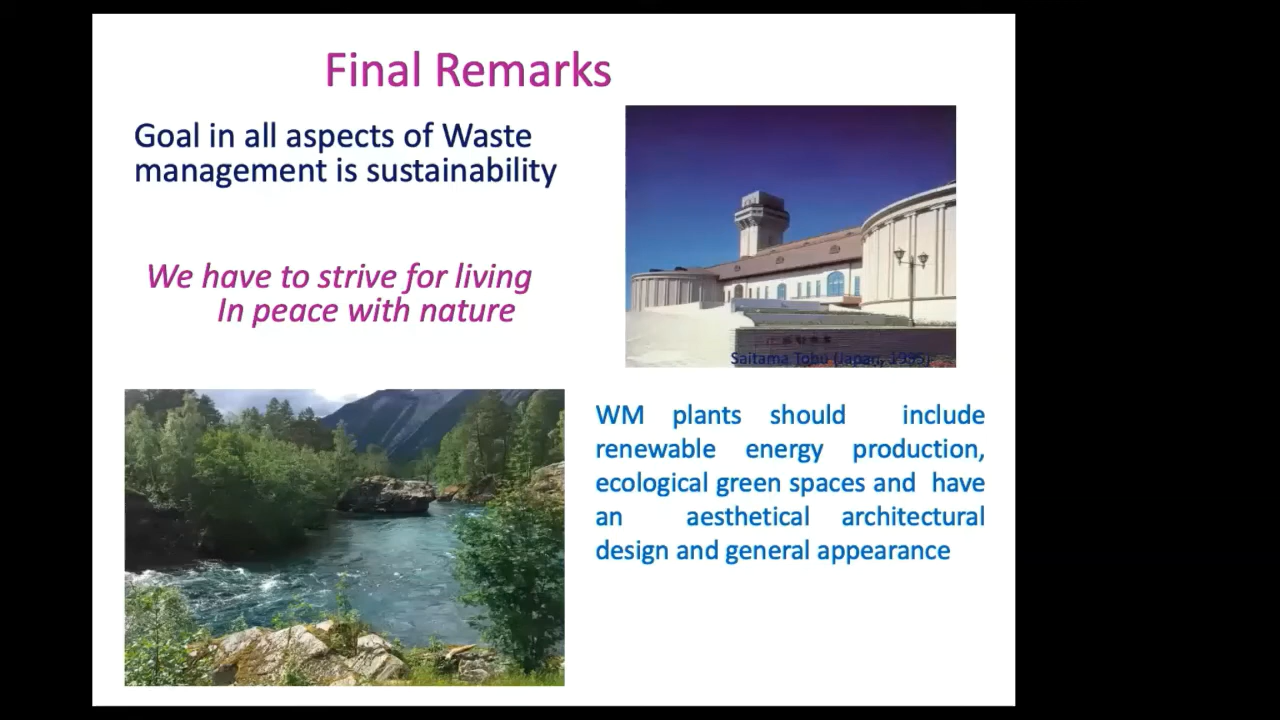 Final Remarks
Goal in all aspects of Waste
management is sustainability
We have to strive for living
In peace with nature
Saitama Tobu (Japan, 1995)
WM plants should include
renewable energy production,
ecological green spaces and have
an aesthetical architectural
design and general appearance